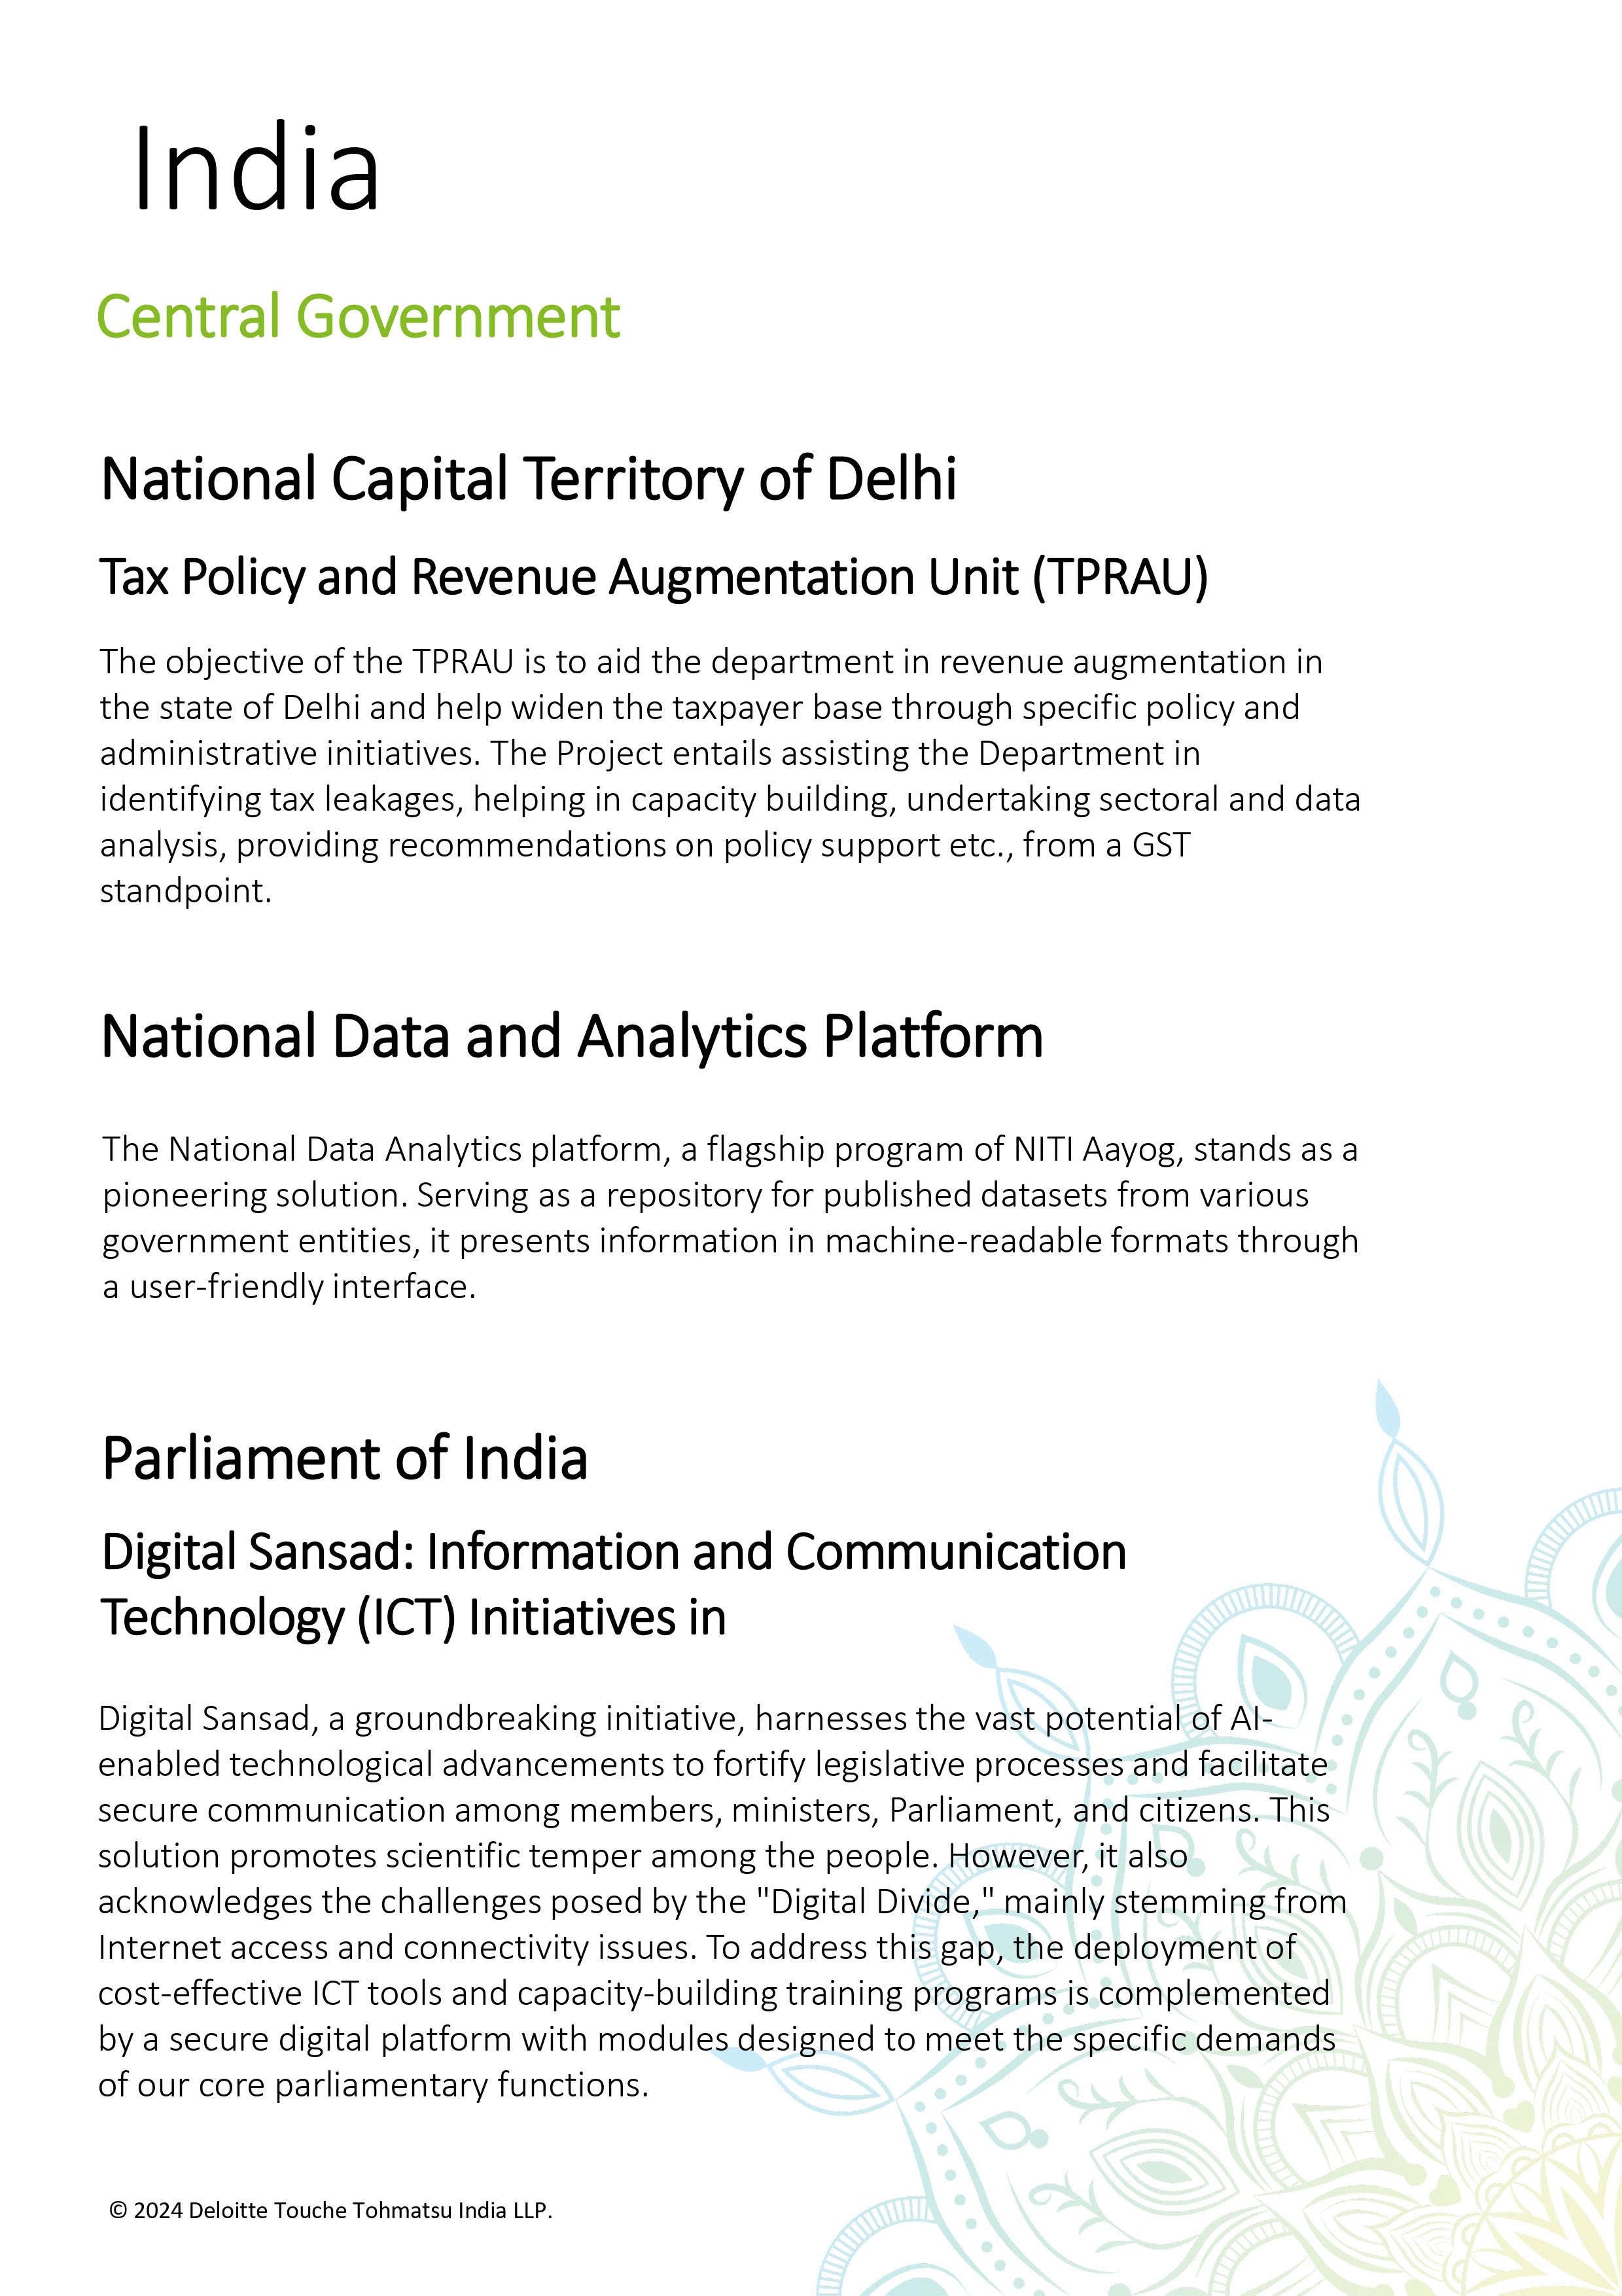 India
Central Government
National Capital Territory of Delhi
Tax Policy and Revenue Augmentation Unit (TPRAU)
The objective of the TPRAU is to aid the department in revenue augmentation in
the state of Delhi and help widen the taxpayer base through specific policy and
administrative initiatives. The Project entails assisting the Department in
identifying tax leakages, helping in capacity building, undertaking sectoral and data
analysis, providing recommendations on policy support etc., from a GST
standpoint.
National Data and Analytics Platform
The National Data Analytics platform, a flagship program of NITI Aayog, stands as a
pioneering solution. Serving as a repository for published datasets from various
government entities, it presents information in machine-readable formats through
a user-friendly interface.
Parliament of India
Digital Sansad: Information and Communication
Technology (ICT) Initiatives in
Digital Sansad, a groundbreaking initiative, harnesses the vast potential of AI-
enabled technological advancements to fortify legislative processes and facilitate
secure communication among members, ministers, Parliament, and citizens. This
solution promotes scientific temper among the people. However, it also
acknowledges the challenges posed by the "Digital Divide," mainly stemming from
Internet access and connectivity issues. To address this gap, the deployment of
cost-effective ICT tools and capacity-building training programs is complemented
by a secure digital platform with modules designed to meet the specific demands
of our core parliamentary functions.
© 2024 Deloitte Touche Tohmatsu India LLP.